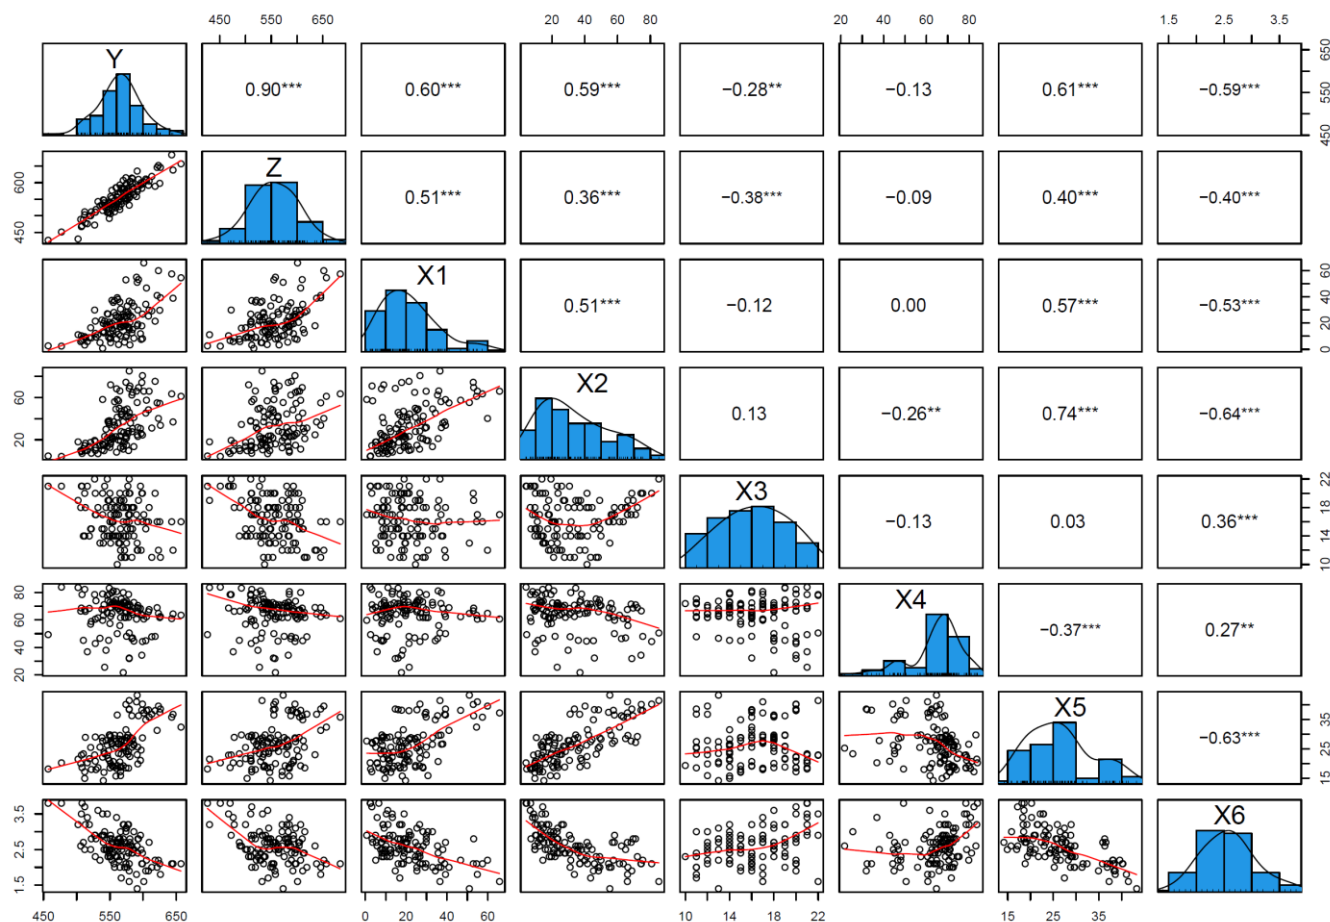 450 550 650 20 40 60 80 20 40 60 80 1.5 2.5 3.5
Y 0.90*** 0.60*** 0.59*** −0.28** −0.13 0.61*** −0.59*** 450 550 650
450 600 Z 0.51*** 0.36*** −0.38*** −0.09 0.40*** −0.40***
X1 0.51*** −0.12 0.00 0.57*** −0.53*** 0 20 40 60
20 60 X2 0.13 −0.26** 0.74*** −0.64***
X3 −0.13 0.03 0.36*** 10 14 18 22
20 40 60 80 X4 −0.37*** 0.27**
X5 −0.63*** 15 25 35
1.5 2.5 3.5 X6
450 550 650 0 20 40 60 10 14 18 22 15 25 35